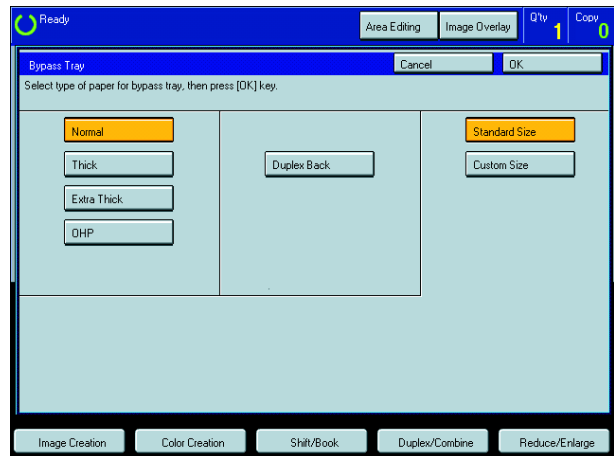 Ready
Area Editing
Image Overlay
Q'ty
1
Copy
0
Bypass Tray
Cancel
OK
Select type of paper for bypass tray, then press [OK] key.
Normal
Standard Size
Thick
Duplex Back
Custom Size
Extra Thick
OHP
Image Creation
Color Creation
Shift/Book
Duplex/Combine
Reduce/Enlarge